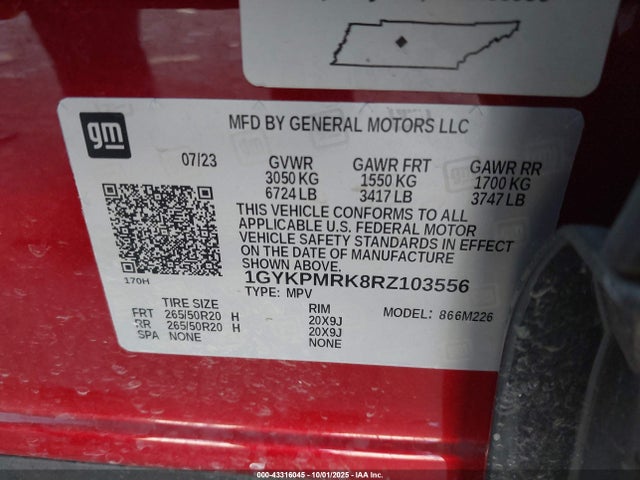 gm
MFD BY GENERAL MOTORS LLC
07/23 GVWR GAWR FRT GAWR RR
3050 KG 1550 KG 1700 KG
6724 LB 3417 LB 3747 LB
THIS VEHICLE CONFORMS TO ALL
APPLICABLE U.S. FEDERAL MOTOR
VEHICLE SAFETY STANDARDS IN EFFECT
ON THE DATE OF MANUFACTURE
SHOWN ABOVE.
170H
1GYKPMRK8RZ103556
TYPE: MPV
TIRE SIZE RIM MODEL: 866M226
FRT 265/50R20 H 20X9J
RR 265/50R20 H 20X9J
SPA NONE NONE
000-43316045 - 10/01/2025 - IAA Inc.